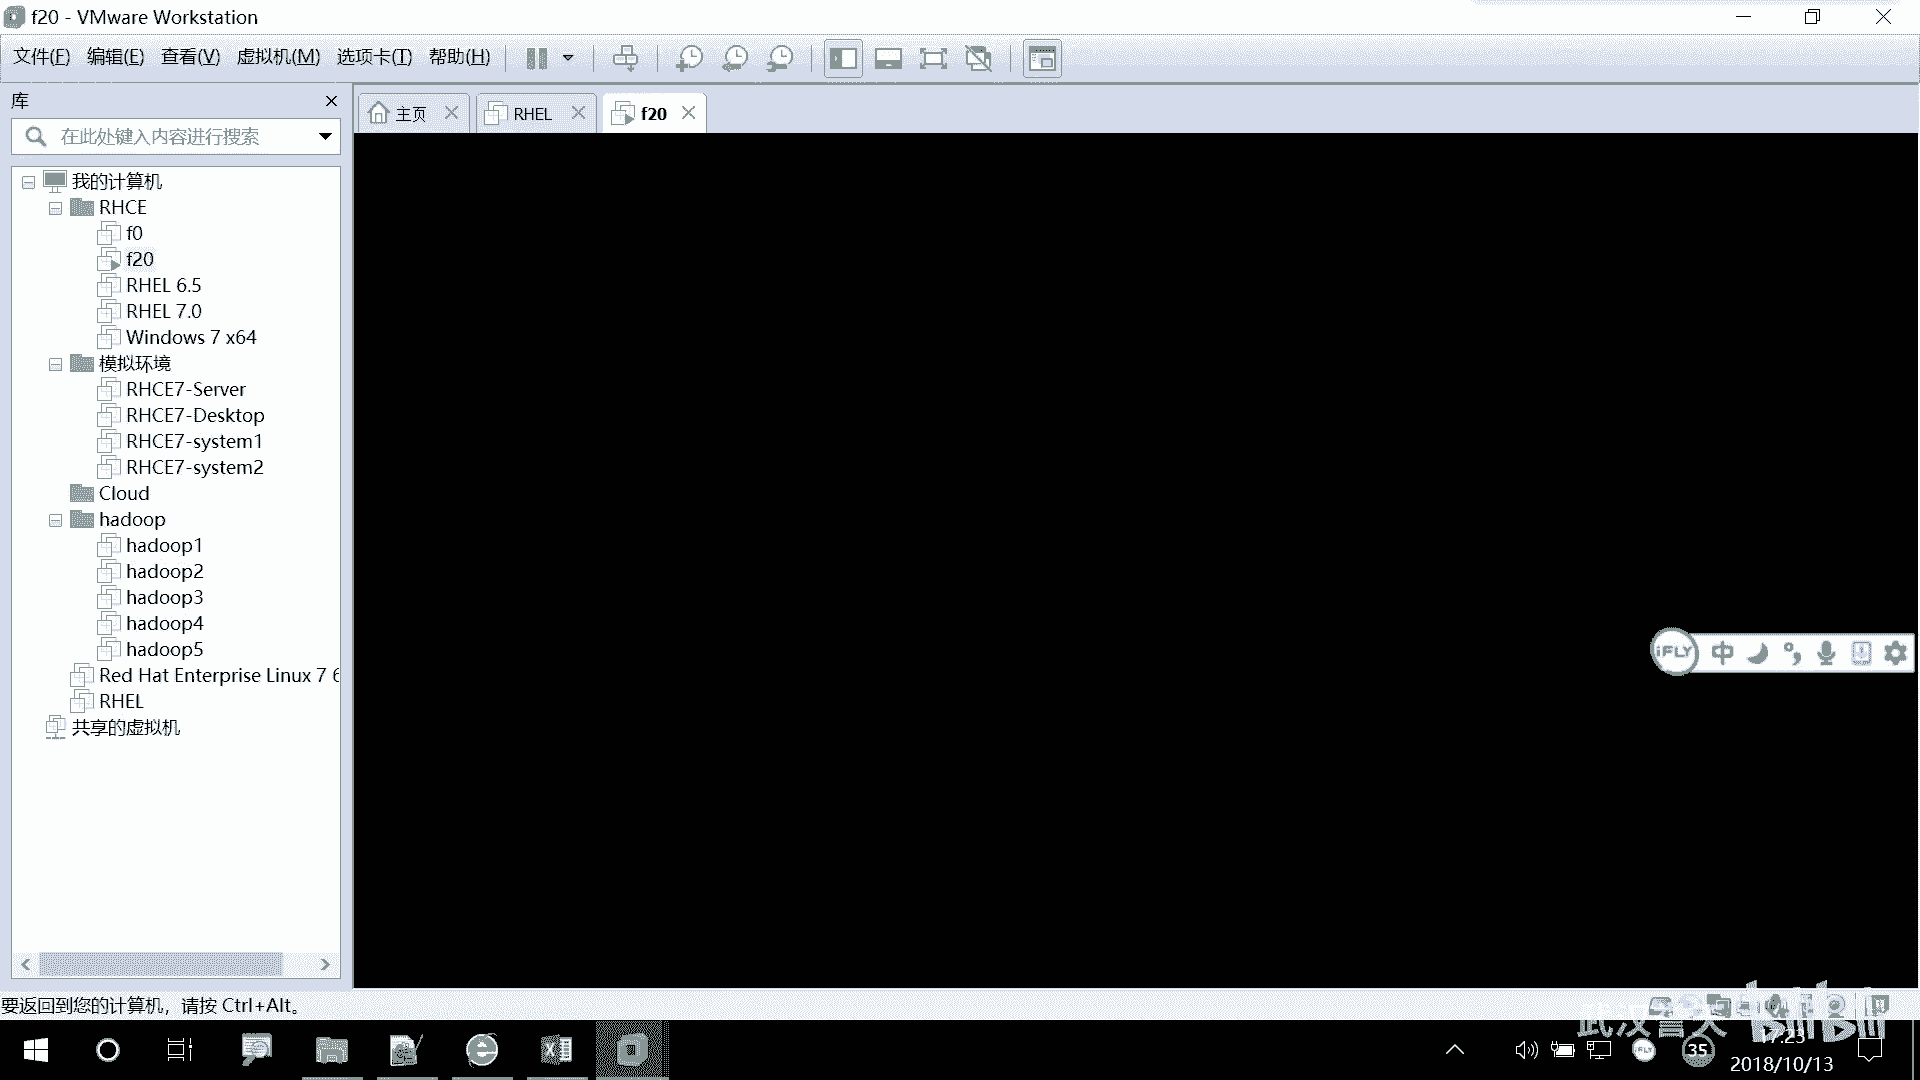 f20 - VMware Workstation
文件(F) 编辑(E) 查看(V) 虚拟机(M) 选项卡(T) 帮助(H)
库
在此处键入内容进行搜索
主页 RHEL f20
我的计算机
RHCE
f0
f20
RHEL 6.5
RHEL 7.0
Windows 7 x64
模拟环境
RHCE7-Server
RHCE7-Desktop
RHCE7-system1
RHCE7-system2
Cloud
hadoop
hadoop1
hadoop2
hadoop3
hadoop4
hadoop5
Red Hat Enterprise Linux 7 6
RHEL
共享的虚拟机
iFLY 中
要返回到您的计算机，请按 Ctrl+Alt。
武汉誉天 bilibili
35
17:23
2018/10/13